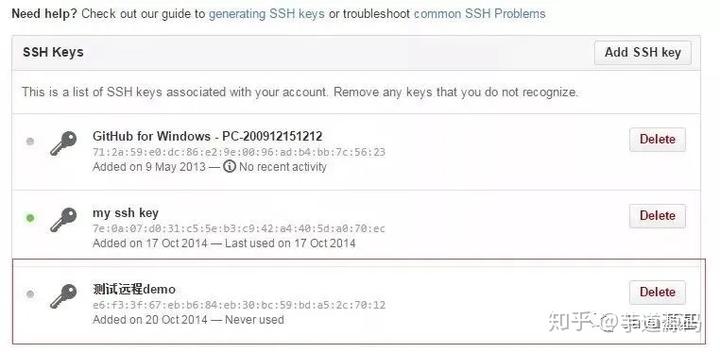 Need help? Check out our guide to generating SSH keys or troubleshoot common SSH Problems
SSH Keys
Add SSH key
This is a list of SSH keys associated with your account. Remove any keys that you do not recognize.
GitHub for Windows - PC-200912151212
Delete
71:2a:59:e0:dc:86:e2:9e:00:96:ad:b4:bb:7c:56:23
Added on 9 May 2013 — No recent activity
my ssh key
Delete
7e:0a:07:d0:31:c5:5e:b3:c9:42:a4:40:5d:a0:70:ec
Added on 17 Oct 2014 — Last used on 17 Oct 2014
测试远程demo
Delete
e6:f3:3f:67:eb:b6:84:eb:30:bc:59:bd:a5:2c:70:12
Added on 20 Oct 2014 — Never used
知乎 @芋道源码